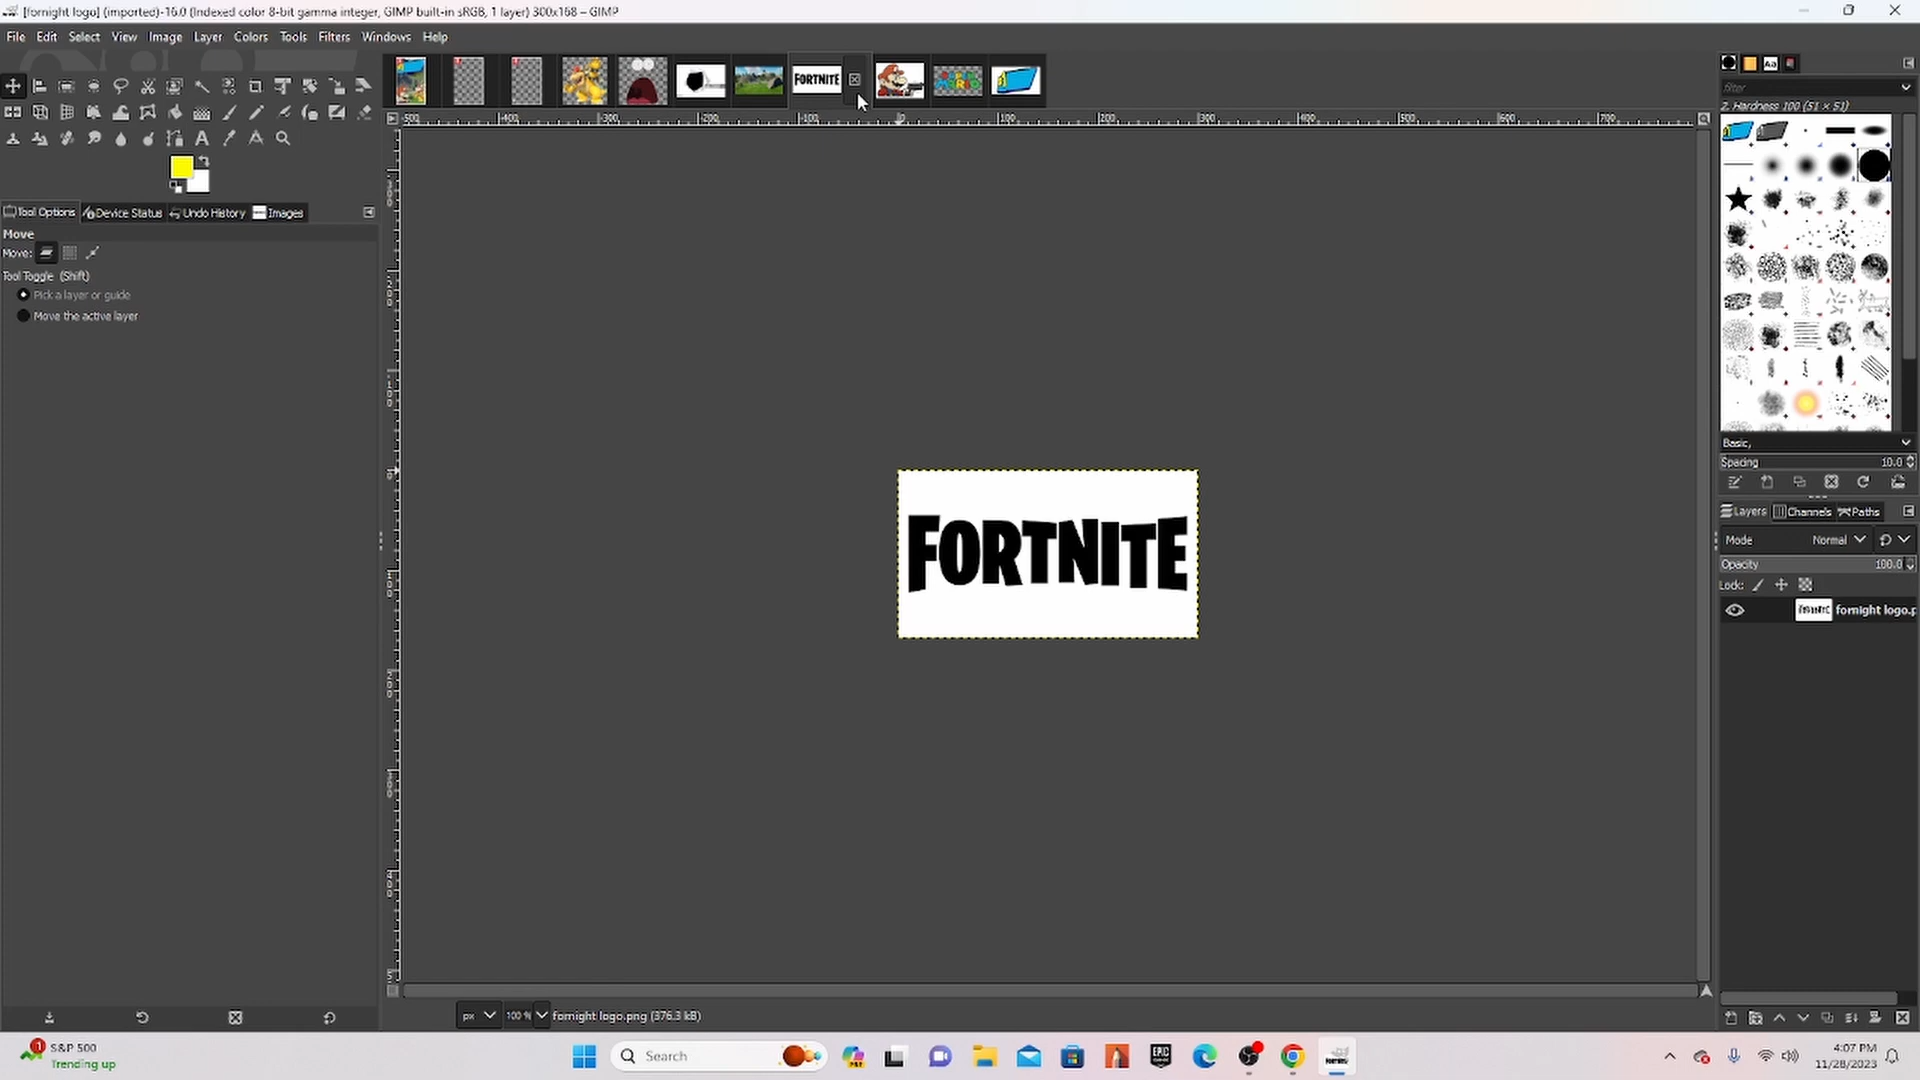 [fornight logo] (imported)-16.0 (Indexed color 8-bit gamma integer, GIMP built-in sRGB, 1 layer) 300x168 – GIMP
File Edit Select View Image Layer Colors Tools Filters Windows Help
FORTNITE
filter
2. Hardness 100 (51 × 51)
Tool Options Device Status Undo History Images
Move
Move:
Tool Toggle (Shift)
Pick a layer or guide
Move the active layer
FORTNITE
Basic,
Spacing 10.0
Layers Channels Paths
Mode Normal
Opacity 100.0
Lock:
fornight logo.p
px 100 % fornight logo.png (376.3 kB)
S&P 500
Trending up
Search
EPIC
4:07 PM
11/28/2023